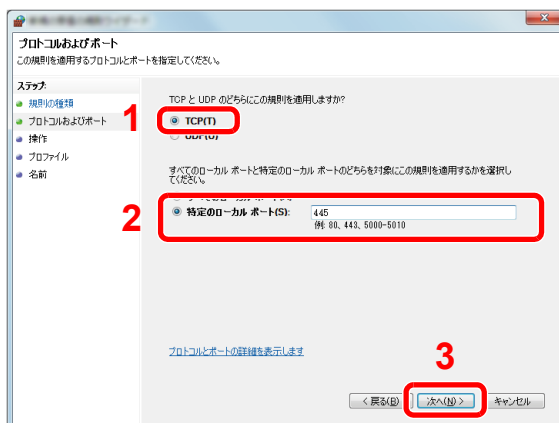 プロトコルおよびポート
この規則を適用するプロトコルとポートを指定してください。
ステップ:
規則の種類
プロトコルおよびポート
操作
プロファイル
名前
TCP と UDP のどちらにこの規則を適用しますか?
1
TCP(T)
UDP(U)
すべてのローカル ポートと特定のローカル ポートのどちらを対象にこの規則を適用するかを選択し
てください。
2
特定のローカル ポート(S):
445
例: 80、443、5000-5010
プロトコルとポートの詳細を表示します
3
< 戻る(B)
次へ(N) >
キャンセル